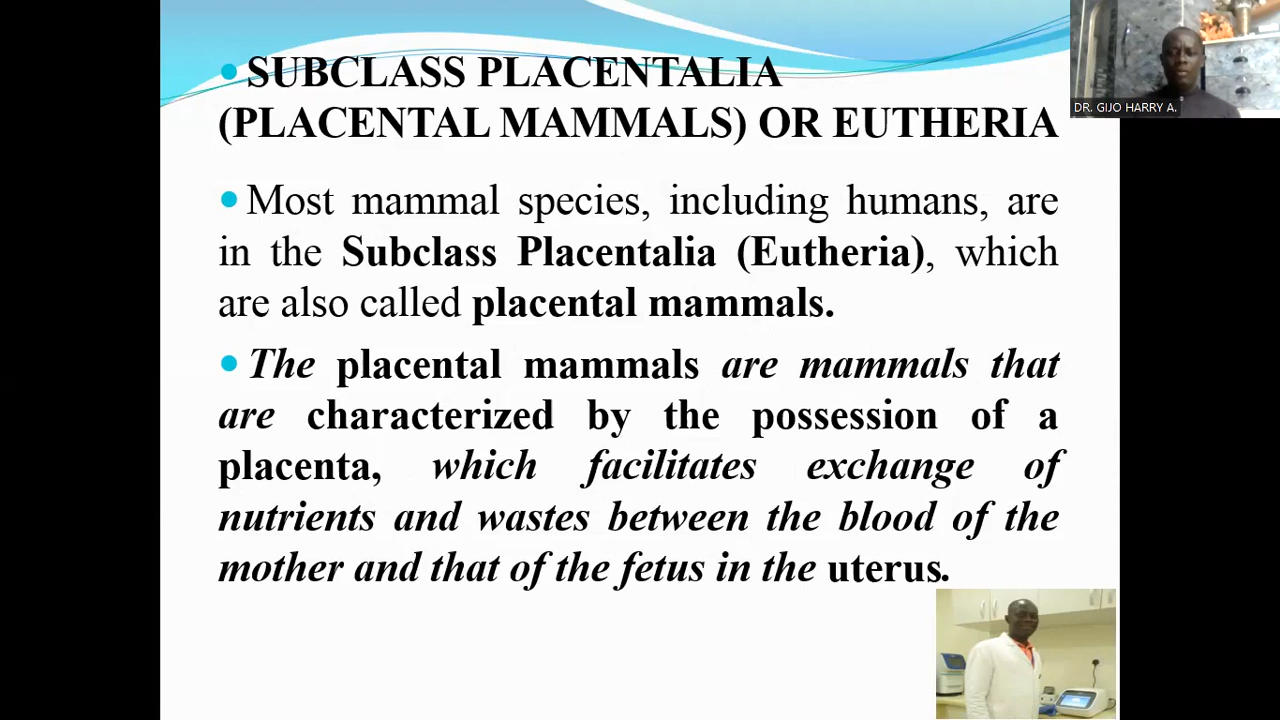 •SUBCLASS PLACENTALIA
(PLACENTAL MAMMALS) OR EUTHERIA
•Most mammal species, including humans, are
in the Subclass Placentalia (Eutheria), which
are also called placental mammals.
•The placental mammals are mammals that
are characterized by the possession of a
placenta, which facilitates exchange of
nutrients and wastes between the blood of the
mother and that of the fetus in the uterus.
DR. GIJO HARRY A.